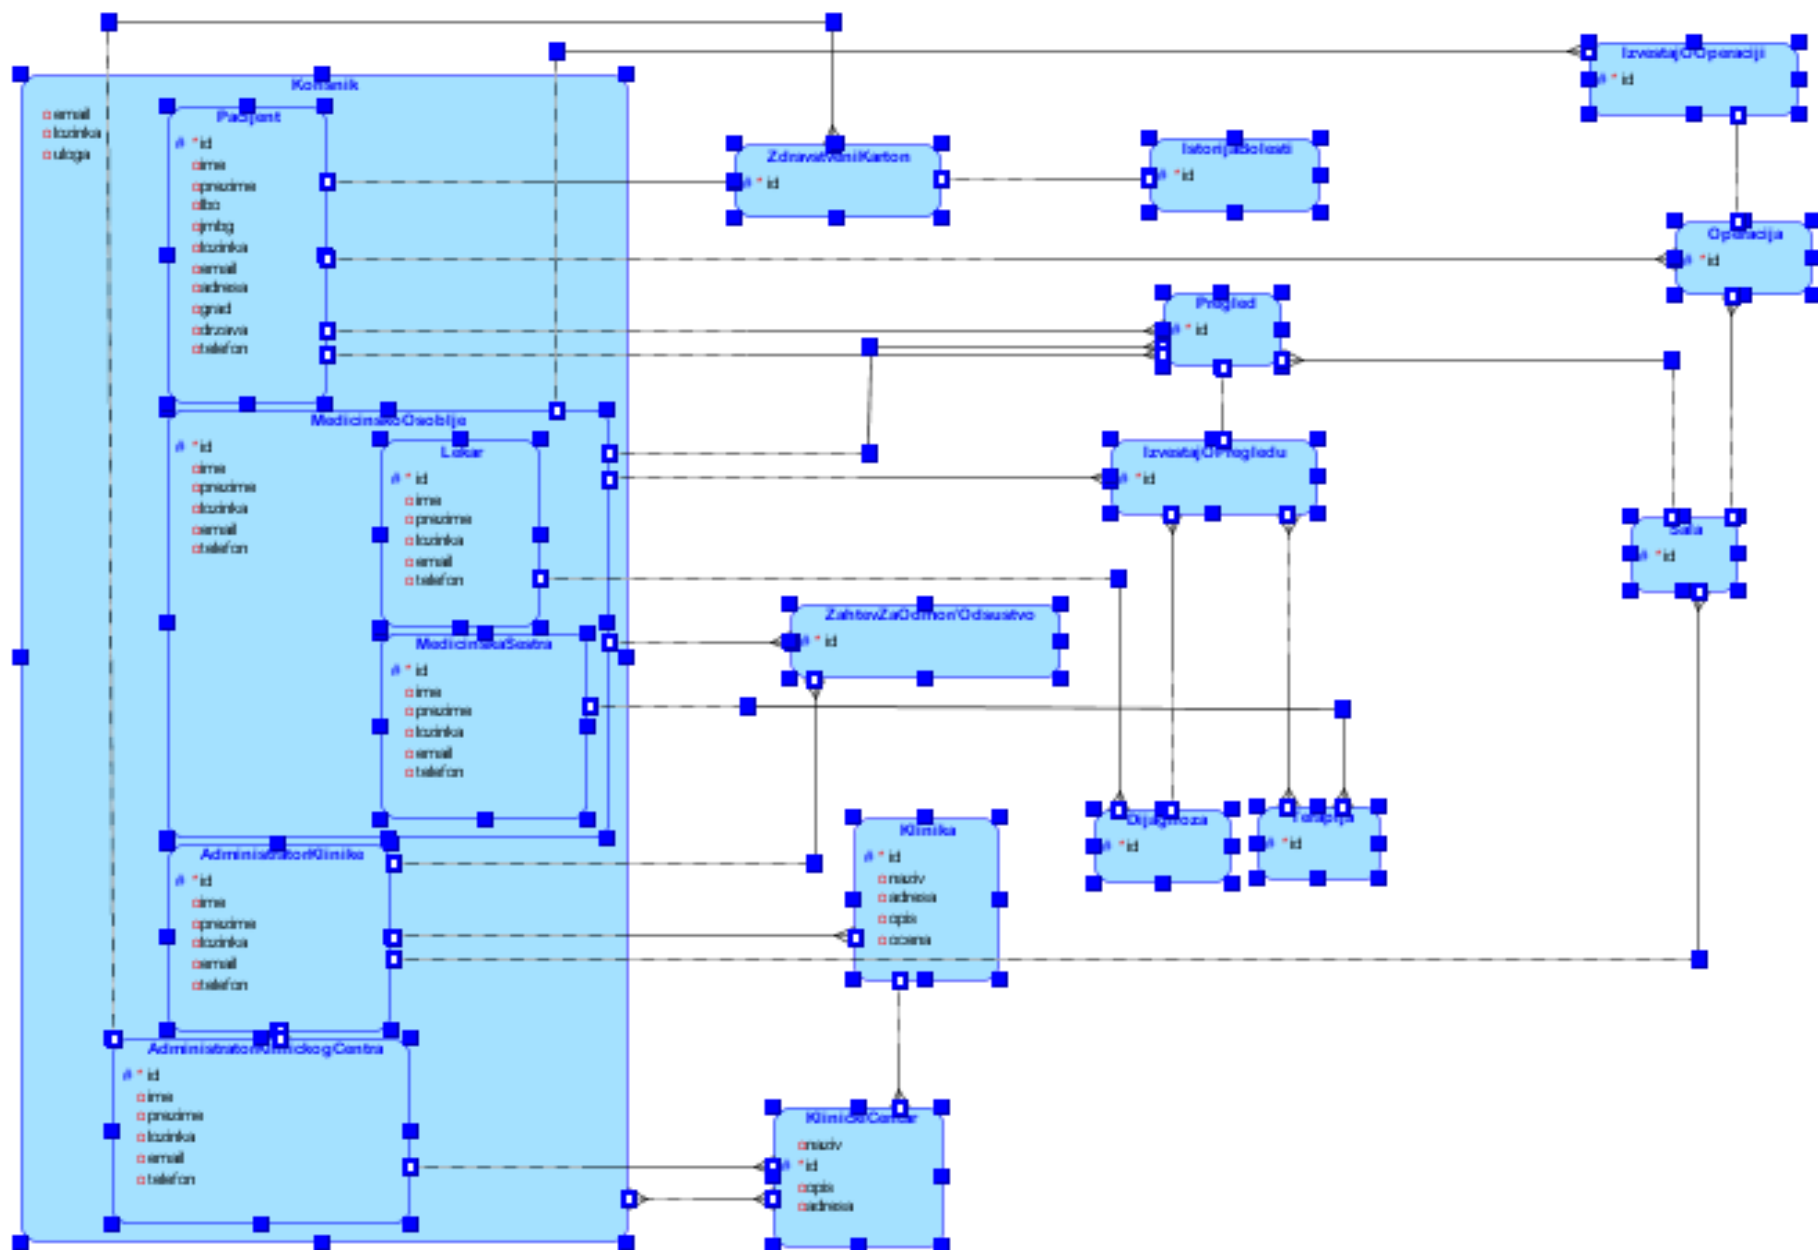 IzvestajOOperaciji
# * id
Korisnik
email
lozinka
uloga
Pacijent
# * id
ime
prezime
lbo
jmbg
lozinka
email
adresa
grad
drzava
telefon
ZdravstveniKarton
# * id
IstorijaBolesti
# * id
Operacija
# * id
Pregled
# * id
MedicinskoOsoblje
# * id
ime
prezime
lozinka
email
telefon
Lekar
# * id
ime
prezime
lozinka
email
telefon
IzvestajOPregledu
# * id
Sala
# * id
ZahtevZaOdmor/Odsustvo
# * id
MedicinskaSestra
# * id
ime
prezime
lozinka
email
telefon
Dijagnoza
# * id
Terapija
# * id
Klinika
# * id
naziv
adresa
opis
ocena
AdministratorKlinike
# * id
ime
prezime
lozinka
email
telefon
AdministratorKlinickogCentra
# * id
ime
prezime
lozinka
email
telefon
KlinickiCentar
naziv
# * id
opis
adresa